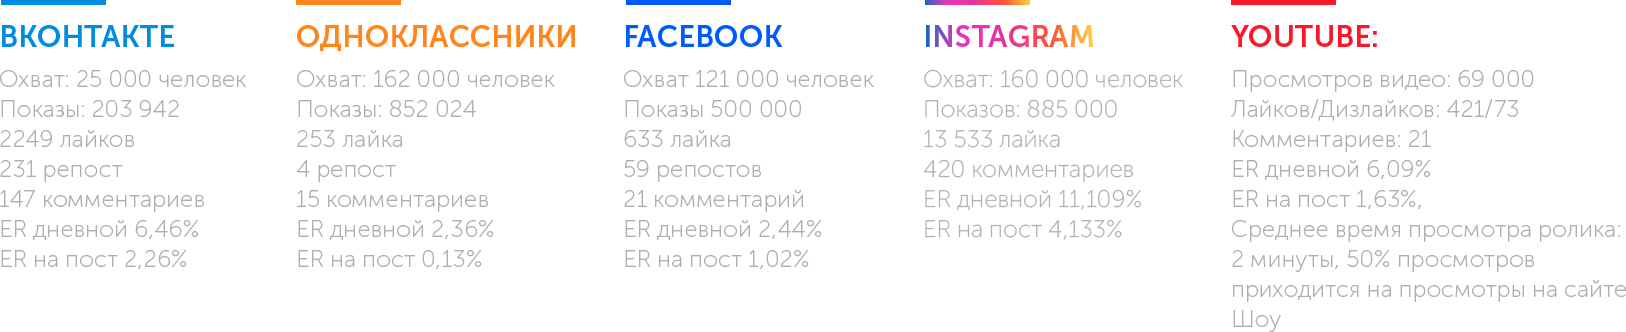 ВКОНТАКТЕ
Охват: 25 000 человек
Показы: 203 942
2249 лайков
231 репост
147 комментариев
ER дневной 6,46%
ER на пост 2,26%
ОДНОКЛАССНИКИ
Охват: 162 000 человек
Показы: 852 024
253 лайка
4 репост
15 комментариев
ER дневной 2,36%
ER на пост 0,13%
FACEBOOK
Охват 121 000 человек
Показы 500 000
633 лайка
59 репостов
21 комментарий
ER дневной 2,44%
ER на пост 1,02%
INSTAGRAM
Охват: 160 000 человек
Показов: 885 000
13 533 лайка
420 комментариев
ER дневной 11,109%
ER на пост 4,133%
YOUTUBE:
Просмотров видео: 69 000
Лайков/Дизлайков: 421/73
Комментариев: 21
ER дневной 6,09%
ER на пост 1,63%,
Среднее время просмотра ролика:
2 минуты, 50% просмотров
приходится на просмотры на сайте
Шоу